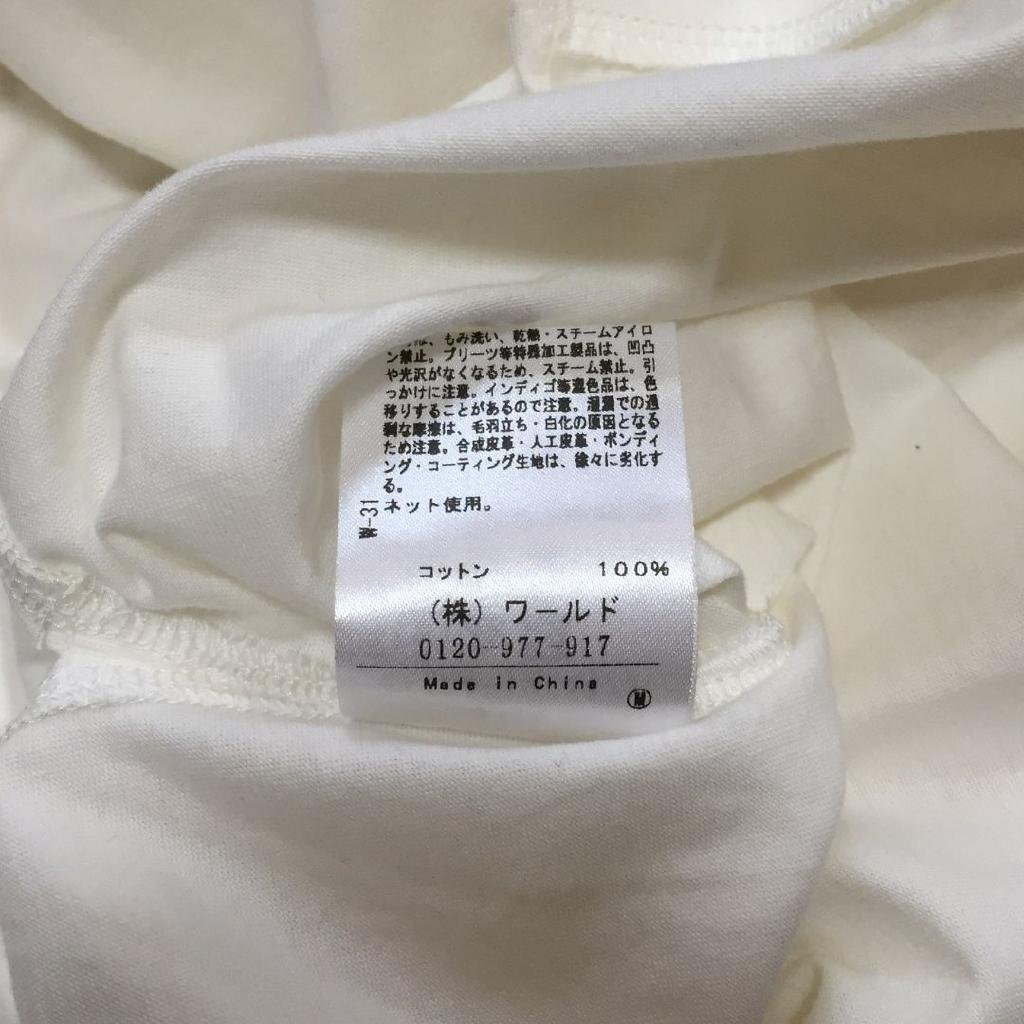 は、もみ洗い、乾熱・スチームアイロ
ン禁止。プリーツ等特殊加工製品は、凹凸
や光沢がなくなるため、スチーム禁止。引
っかけに注意。インディゴ等濃色品は、色
移りすることがあるので注意。湿潤での過
剰な摩擦は、毛羽立ち・白化の原因となる
ため注意。合成皮革・人工皮革・ボンディ
ング・コーティング生地は、徐々に劣化す
る。
ネット使用。
W-31
コットン 100%
(株) ワールド
0120-977-917
Made in China
M